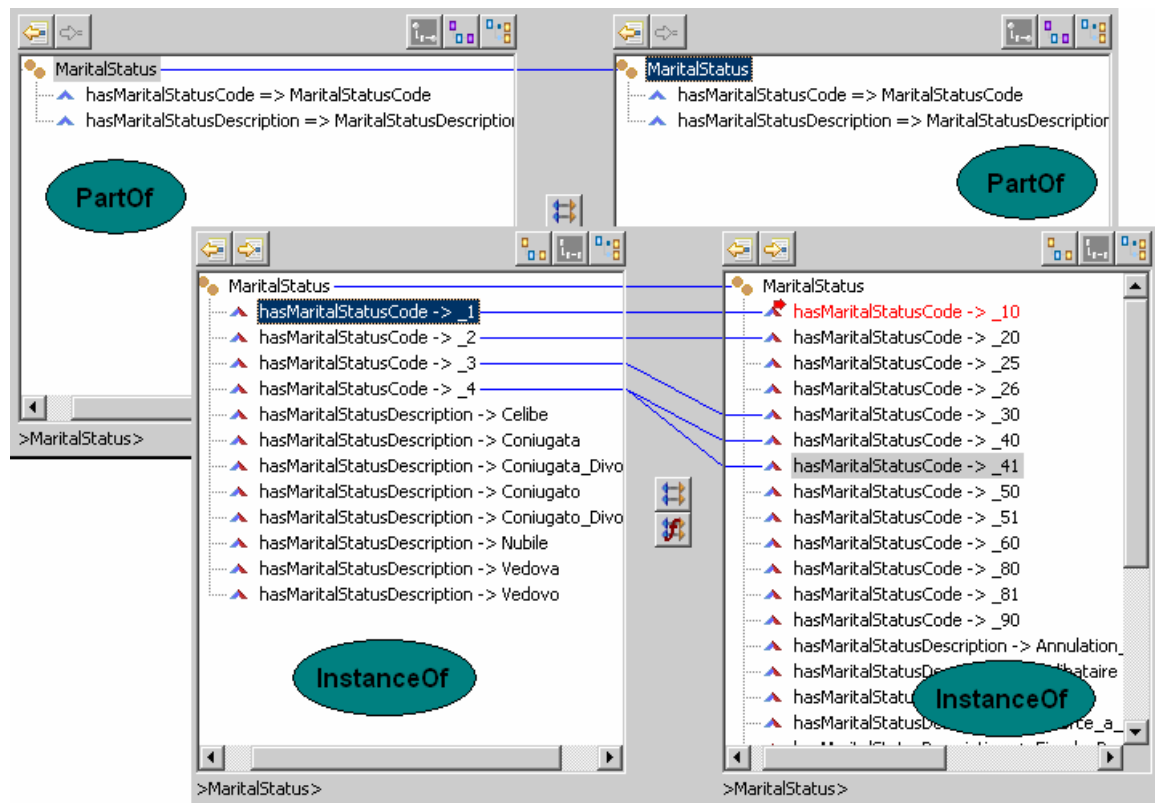 MaritalStatus
hasMaritalStatusCode => MaritalStatusCode
hasMaritalStatusDescription => MaritalStatusDescription
PartOf
>MaritalStatus>
MaritalStatus
hasMaritalStatusCode => MaritalStatusCode
hasMaritalStatusDescription => MaritalStatusDescription
PartOf
MaritalStatus
hasMaritalStatusCode -> _1
hasMaritalStatusCode -> _2
hasMaritalStatusCode -> _3
hasMaritalStatusCode -> _4
hasMaritalStatusDescription -> Celibe
hasMaritalStatusDescription -> Coniugata
hasMaritalStatusDescription -> Coniugata_Divo
hasMaritalStatusDescription -> Coniugato
hasMaritalStatusDescription -> Coniugato_Divo
hasMaritalStatusDescription -> Nubile
hasMaritalStatusDescription -> Vedova
hasMaritalStatusDescription -> Vedovo
InstanceOf
>MaritalStatus>
MaritalStatus
hasMaritalStatusCode -> _10
hasMaritalStatusCode -> _20
hasMaritalStatusCode -> _25
hasMaritalStatusCode -> _26
hasMaritalStatusCode -> _30
hasMaritalStatusCode -> _40
hasMaritalStatusCode -> _41
hasMaritalStatusCode -> _50
hasMaritalStatusCode -> _51
hasMaritalStatusCode -> _60
hasMaritalStatusCode -> _80
hasMaritalStatusCode -> _81
hasMaritalStatusCode -> _90
hasMaritalStatusDescription -> Annulation_
InstanceOf
>MaritalStatus>